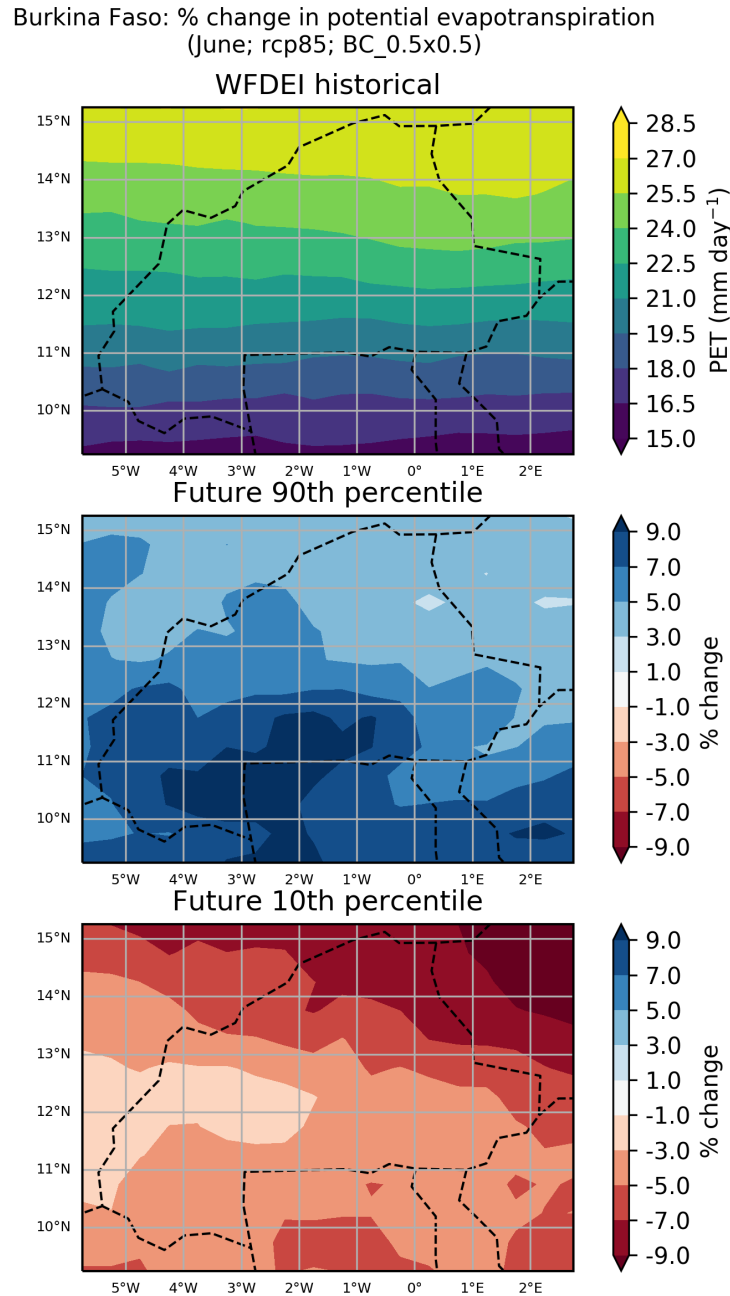 Burkina Faso: % change in potential evapotranspiration
(June; rcp85; BC_0.5x0.5)
WFDEI historical
15°N
14°N
13°N
12°N
11°N
10°N
5°W 4°W 3°W 2°W 1°W 0° 1°E 2°E
28.5
27.0
25.5
24.0
22.5
21.0
19.5
18.0
16.5
15.0
PET (mm day⁻¹)
Future 90th percentile
15°N
14°N
13°N
12°N
11°N
10°N
5°W 4°W 3°W 2°W 1°W 0° 1°E 2°E
9.0
7.0
5.0
3.0
1.0
-1.0
-3.0
-5.0
-7.0
-9.0
% change
Future 10th percentile
15°N
14°N
13°N
12°N
11°N
10°N
5°W 4°W 3°W 2°W 1°W 0° 1°E 2°E
9.0
7.0
5.0
3.0
1.0
-1.0
-3.0
-5.0
-7.0
-9.0
% change